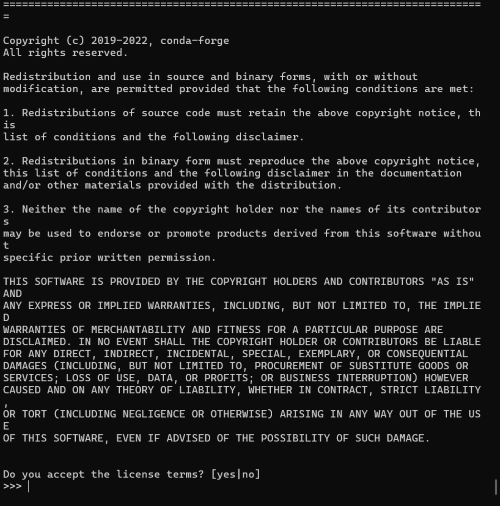 =============================================================================
=
Copyright (c) 2019-2022, conda-forge
All rights reserved.
Redistribution and use in source and binary forms, with or without
modification, are permitted provided that the following conditions are met:
1. Redistributions of source code must retain the above copyright notice, th
is
list of conditions and the following disclaimer.
2. Redistributions in binary form must reproduce the above copyright notice,
this list of conditions and the following disclaimer in the documentation
and/or other materials provided with the distribution.
3. Neither the name of the copyright holder nor the names of its contributor
s
may be used to endorse or promote products derived from this software withou
t
specific prior written permission.
THIS SOFTWARE IS PROVIDED BY THE COPYRIGHT HOLDERS AND CONTRIBUTORS "AS IS"
AND
ANY EXPRESS OR IMPLIED WARRANTIES, INCLUDING, BUT NOT LIMITED TO, THE IMPLIE
D
WARRANTIES OF MERCHANTABILITY AND FITNESS FOR A PARTICULAR PURPOSE ARE
DISCLAIMED. IN NO EVENT SHALL THE COPYRIGHT HOLDER OR CONTRIBUTORS BE LIABLE
FOR ANY DIRECT, INDIRECT, INCIDENTAL, SPECIAL, EXEMPLARY, OR CONSEQUENTIAL
DAMAGES (INCLUDING, BUT NOT LIMITED TO, PROCUREMENT OF SUBSTITUTE GOODS OR
SERVICES; LOSS OF USE, DATA, OR PROFITS; OR BUSINESS INTERRUPTION) HOWEVER
CAUSED AND ON ANY THEORY OF LIABILITY, WHETHER IN CONTRACT, STRICT LIABILITY
,
OR TORT (INCLUDING NEGLIGENCE OR OTHERWISE) ARISING IN ANY WAY OUT OF THE US
E
OF THIS SOFTWARE, EVEN IF ADVISED OF THE POSSIBILITY OF SUCH DAMAGE.
Do you accept the license terms? [yes|no]
>>>